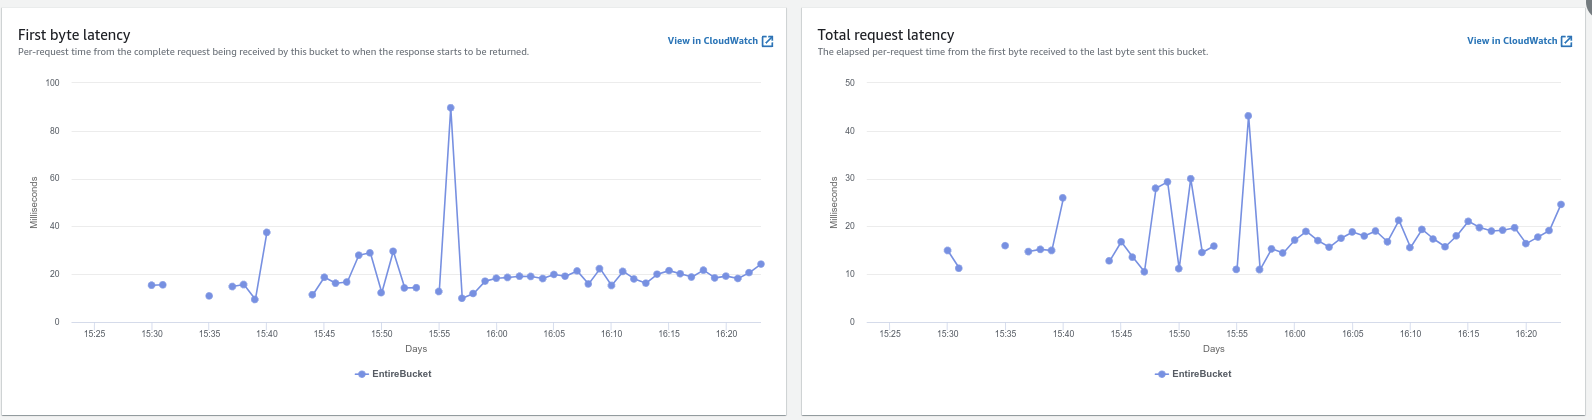 First byte latency
View in CloudWatch
Per-request time from the complete request being received by this bucket to when the response starts to be returned.
100
80
60
40
20
0
Milliseconds
15:25 15:30 15:35 15:40 15:45 15:50 15:55 16:00 16:05 16:10 16:15 16:20
Days
EntireBucket
Total request latency
View in CloudWatch
The elapsed per-request time from the first byte received to the last byte sent this bucket.
50
40
30
20
10
0
Milliseconds
15:25 15:30 15:35 15:40 15:45 15:50 15:55 16:00 16:05 16:10 16:15 16:20
Days
EntireBucket